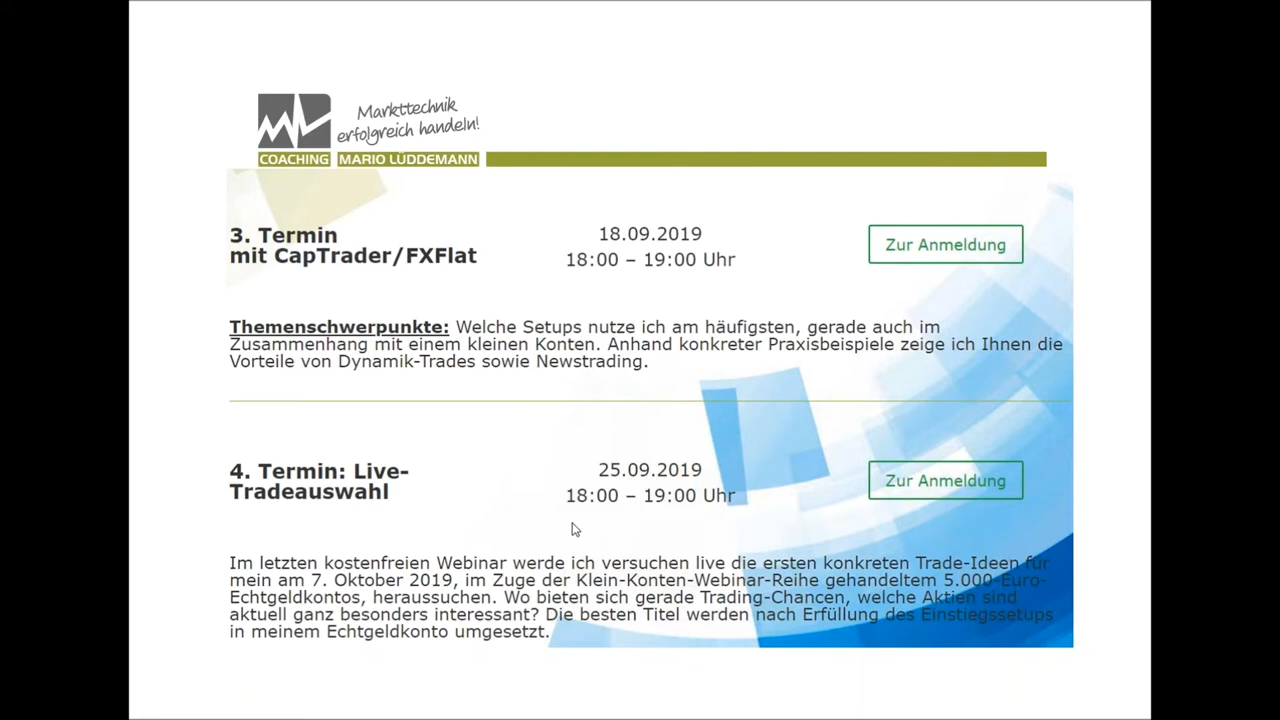 Markttechnik
erfolgreich handeln!
COACHING MARIO LÜDDEMANN
3. Termin
mit CapTrader/FXFlat
18.09.2019
18:00 – 19:00 Uhr
Zur Anmeldung
Themenschwerpunkte: Welche Setups nutze ich am häufigsten, gerade auch im
Zusammenhang mit einem kleinen Konten. Anhand konkreter Praxisbeispiele zeige ich Ihnen die
Vorteile von Dynamik-Trades sowie Newstrading.
4. Termin: Live-
Tradeauswahl
25.09.2019
18:00 – 19:00 Uhr
Zur Anmeldung
Im letzten kostenfreien Webinar werde ich versuchen live die ersten konkreten Trade-Ideen für
mein am 7. Oktober 2019, im Zuge der Klein-Konten-Webinar-Reihe gehandeltem 5.000-Euro-
Echtgeldkontos, heraussuchen. Wo bieten sich gerade Trading-Chancen, welche Aktien sind
aktuell ganz besonders interessant? Die besten Titel werden nach Erfüllung des Einstiegssetups
in meinem Echtgeldkonto umgesetzt.